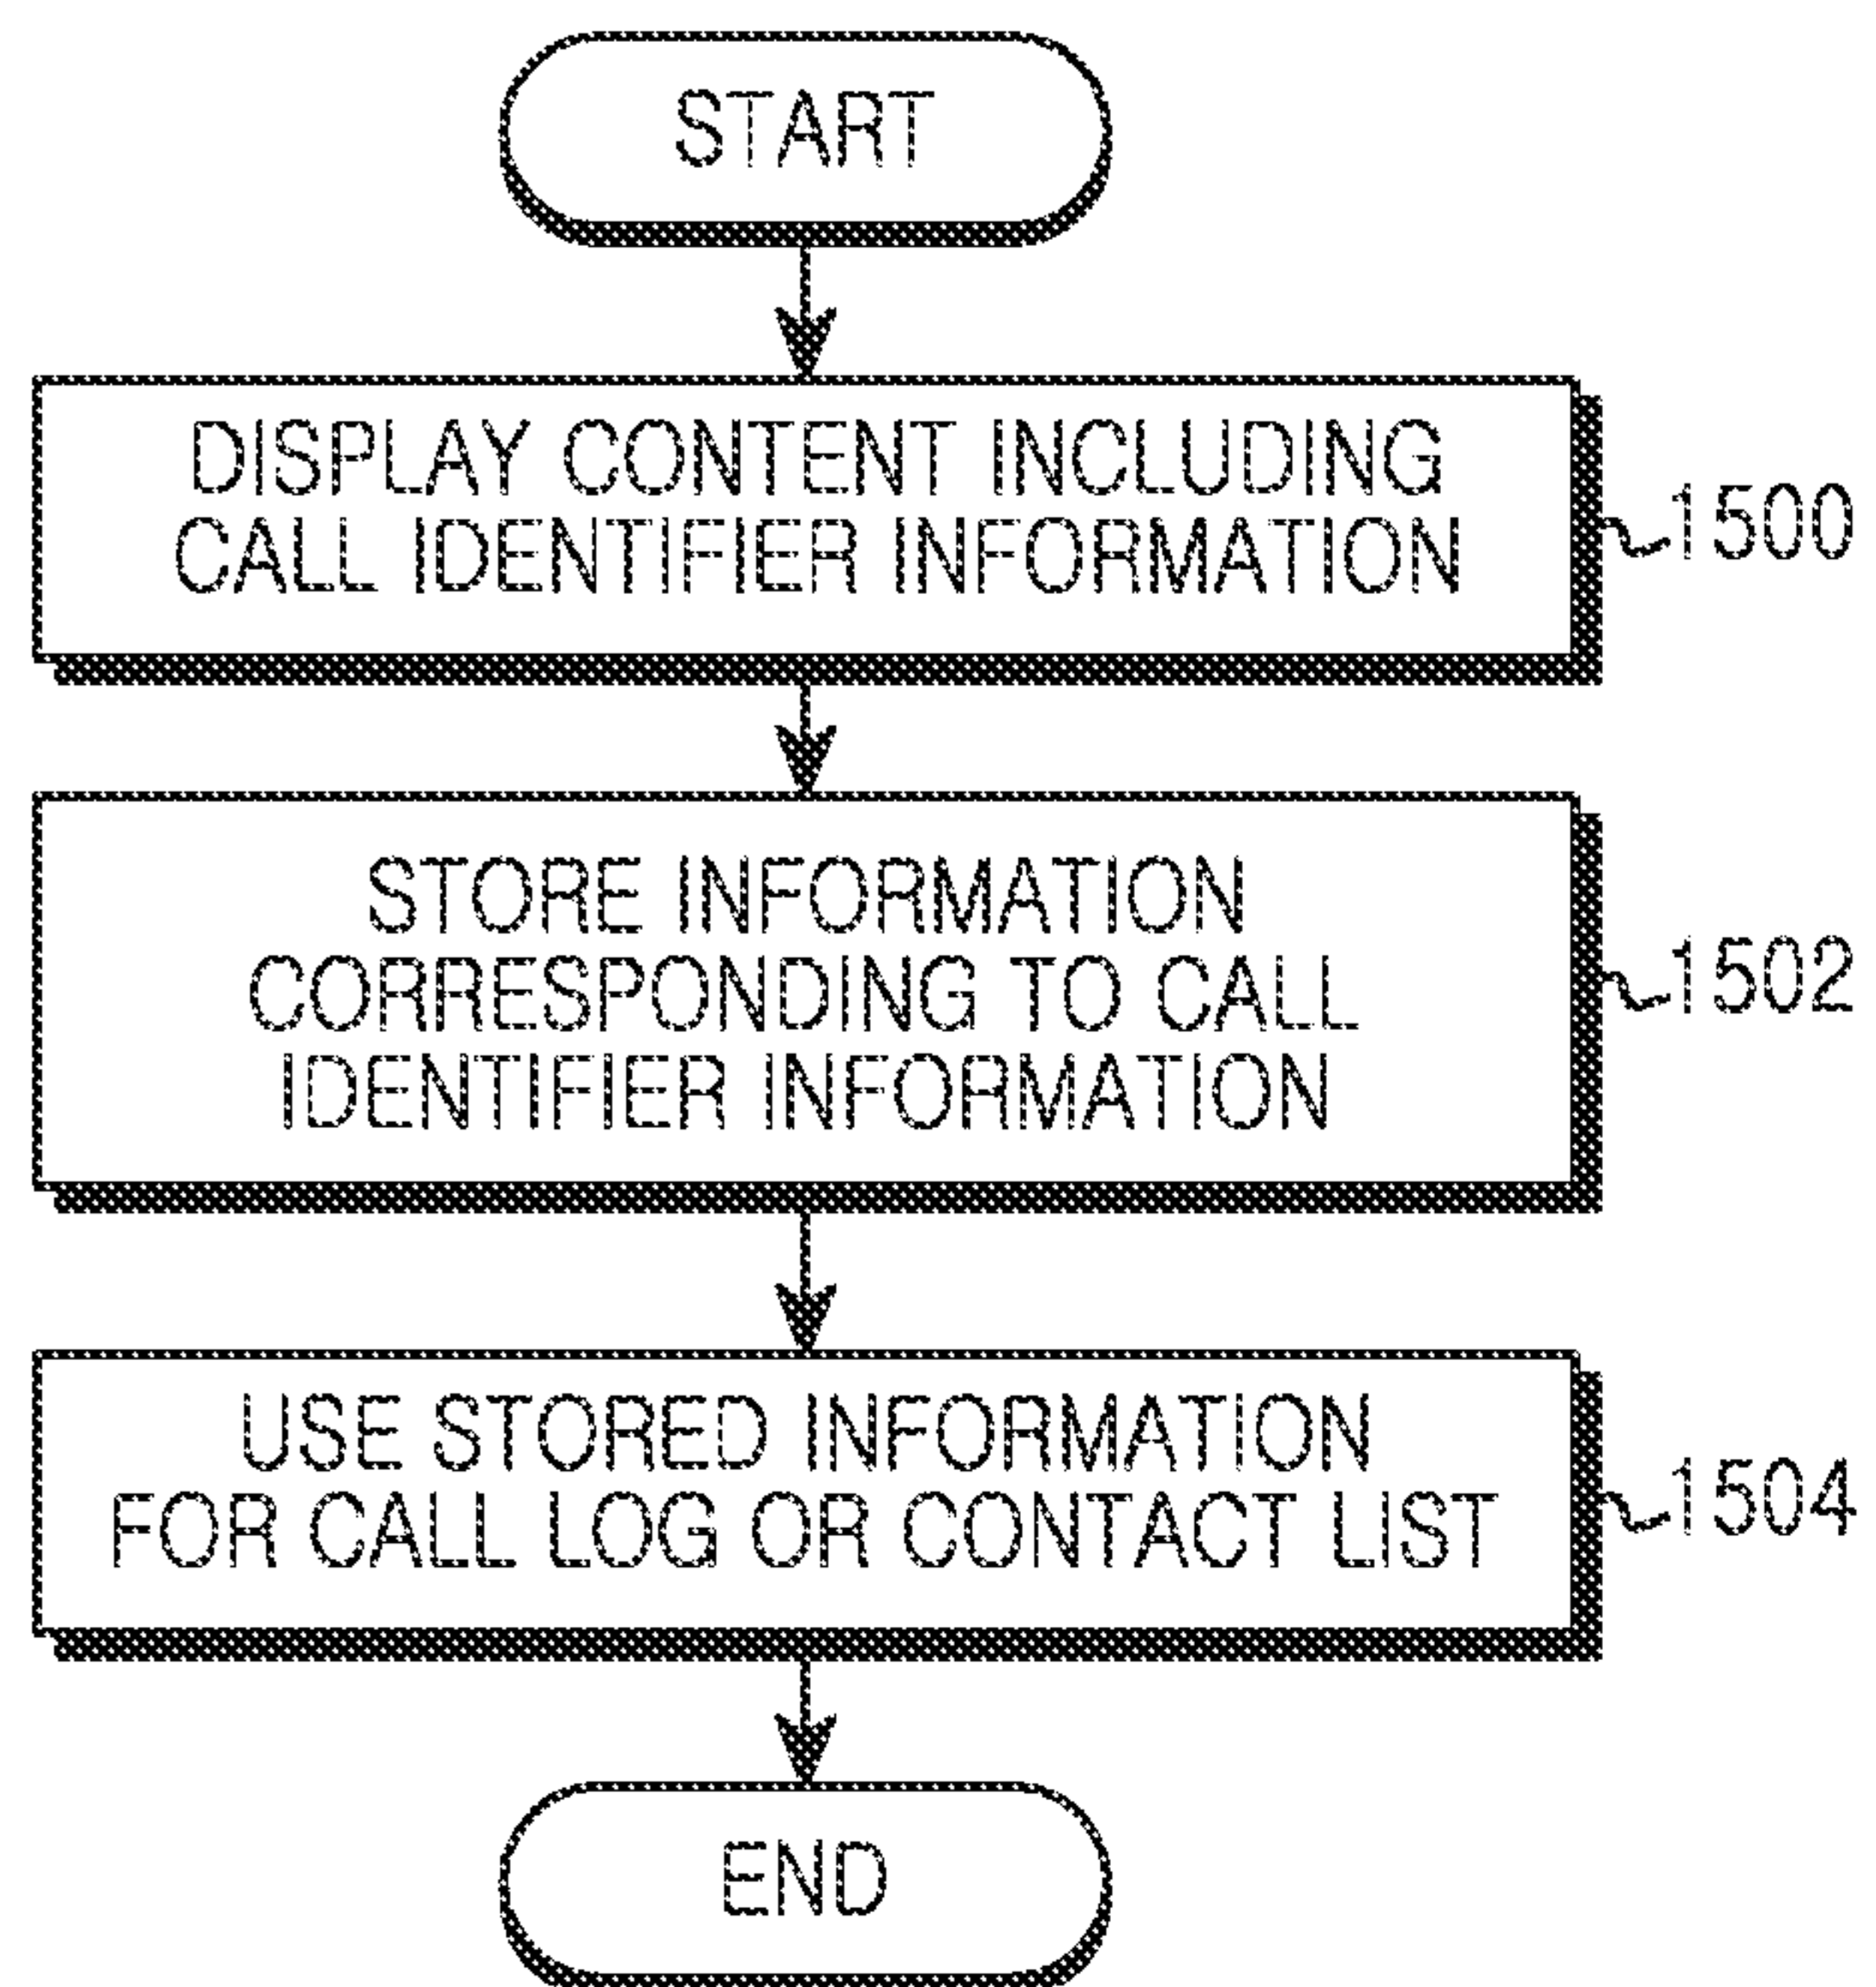 START
DISPLAY CONTENT INCLUDING
CALL IDENTIFIER INFORMATION
1500
STORE INFORMATION
CORRESPONDING TO CALL
IDENTIFIER INFORMATION
1502
USE STORED INFORMATION
FOR CALL LOG OR CONTACT LIST
1504
END